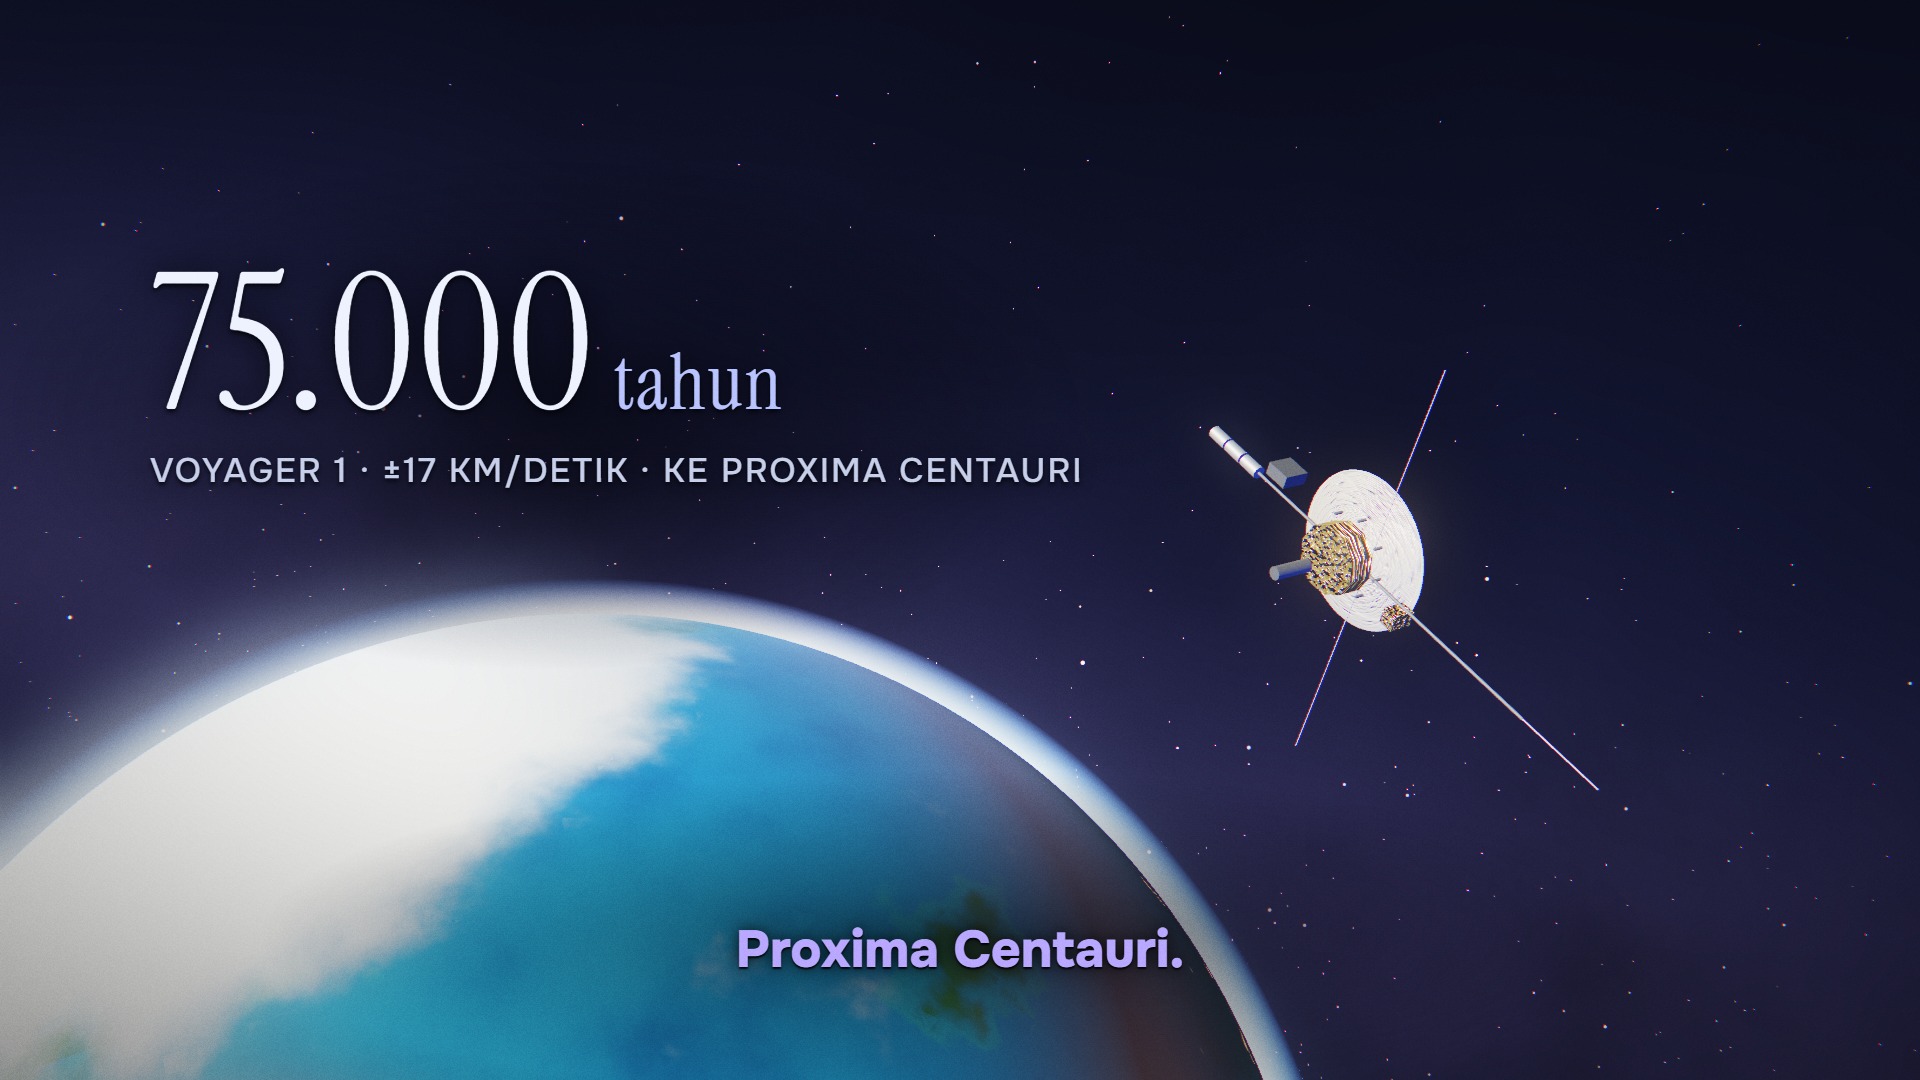 75.000 tahun
VOYAGER 1 · ±17 KM/DETIK · KE PROXIMA CENTAURI
Proxima Centauri.